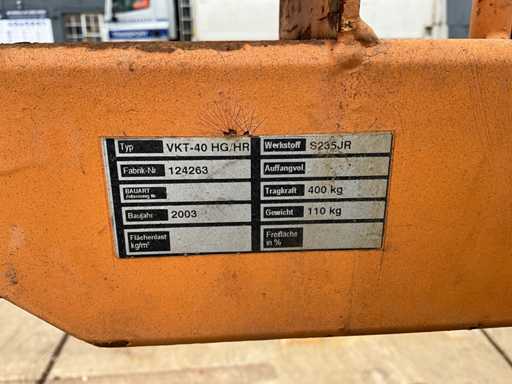 Typ VKT-40 HG/HR
Werkstoff S235JR
Fabrik-Nr. 124263
Auffangvol.
BAUART
Tragkraft 400 kg
Baujahr 2003
Gewicht 110 kg
Flächenlast
kg/m²
Freifläche
in %